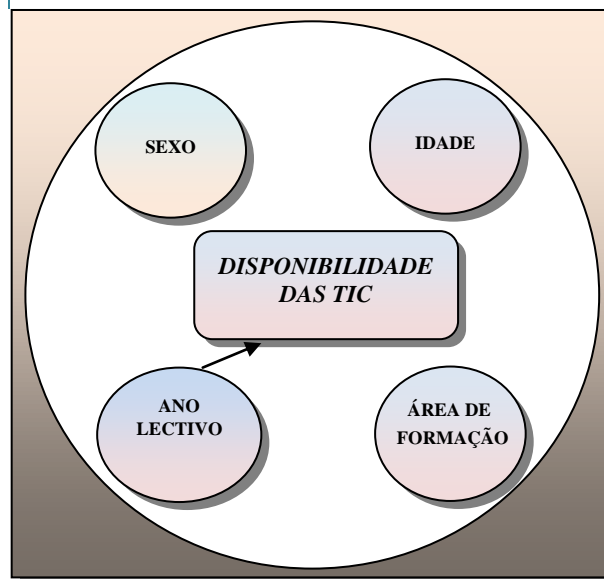 SEXO
IDADE
DISPONIBILIDADE
DAS TIC
ANO
LECTIVO
ÁREA DE
FORMAÇÃO